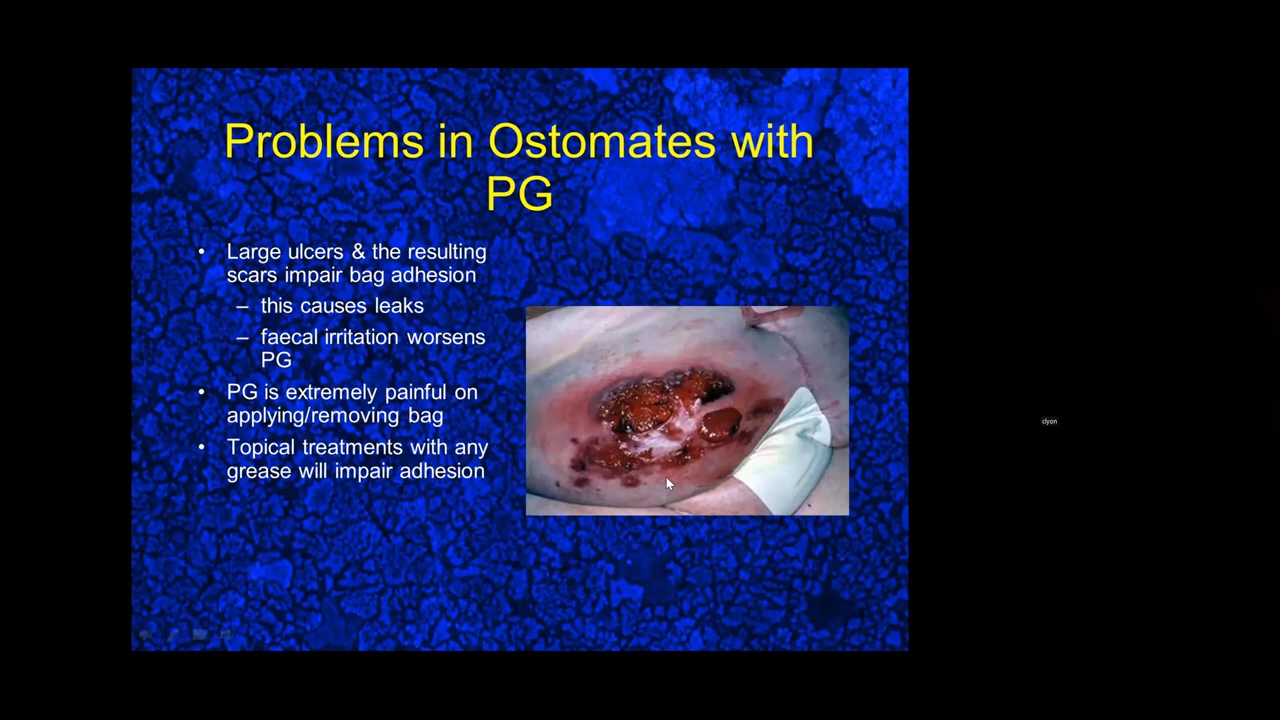 Problems in Ostomates with
PG
• Large ulcers & the resulting
scars impair bag adhesion
– this causes leaks
– faecal irritation worsens
PG
• PG is extremely painful on
applying/removing bag
• Topical treatments with any
grease will impair adhesion
clyon